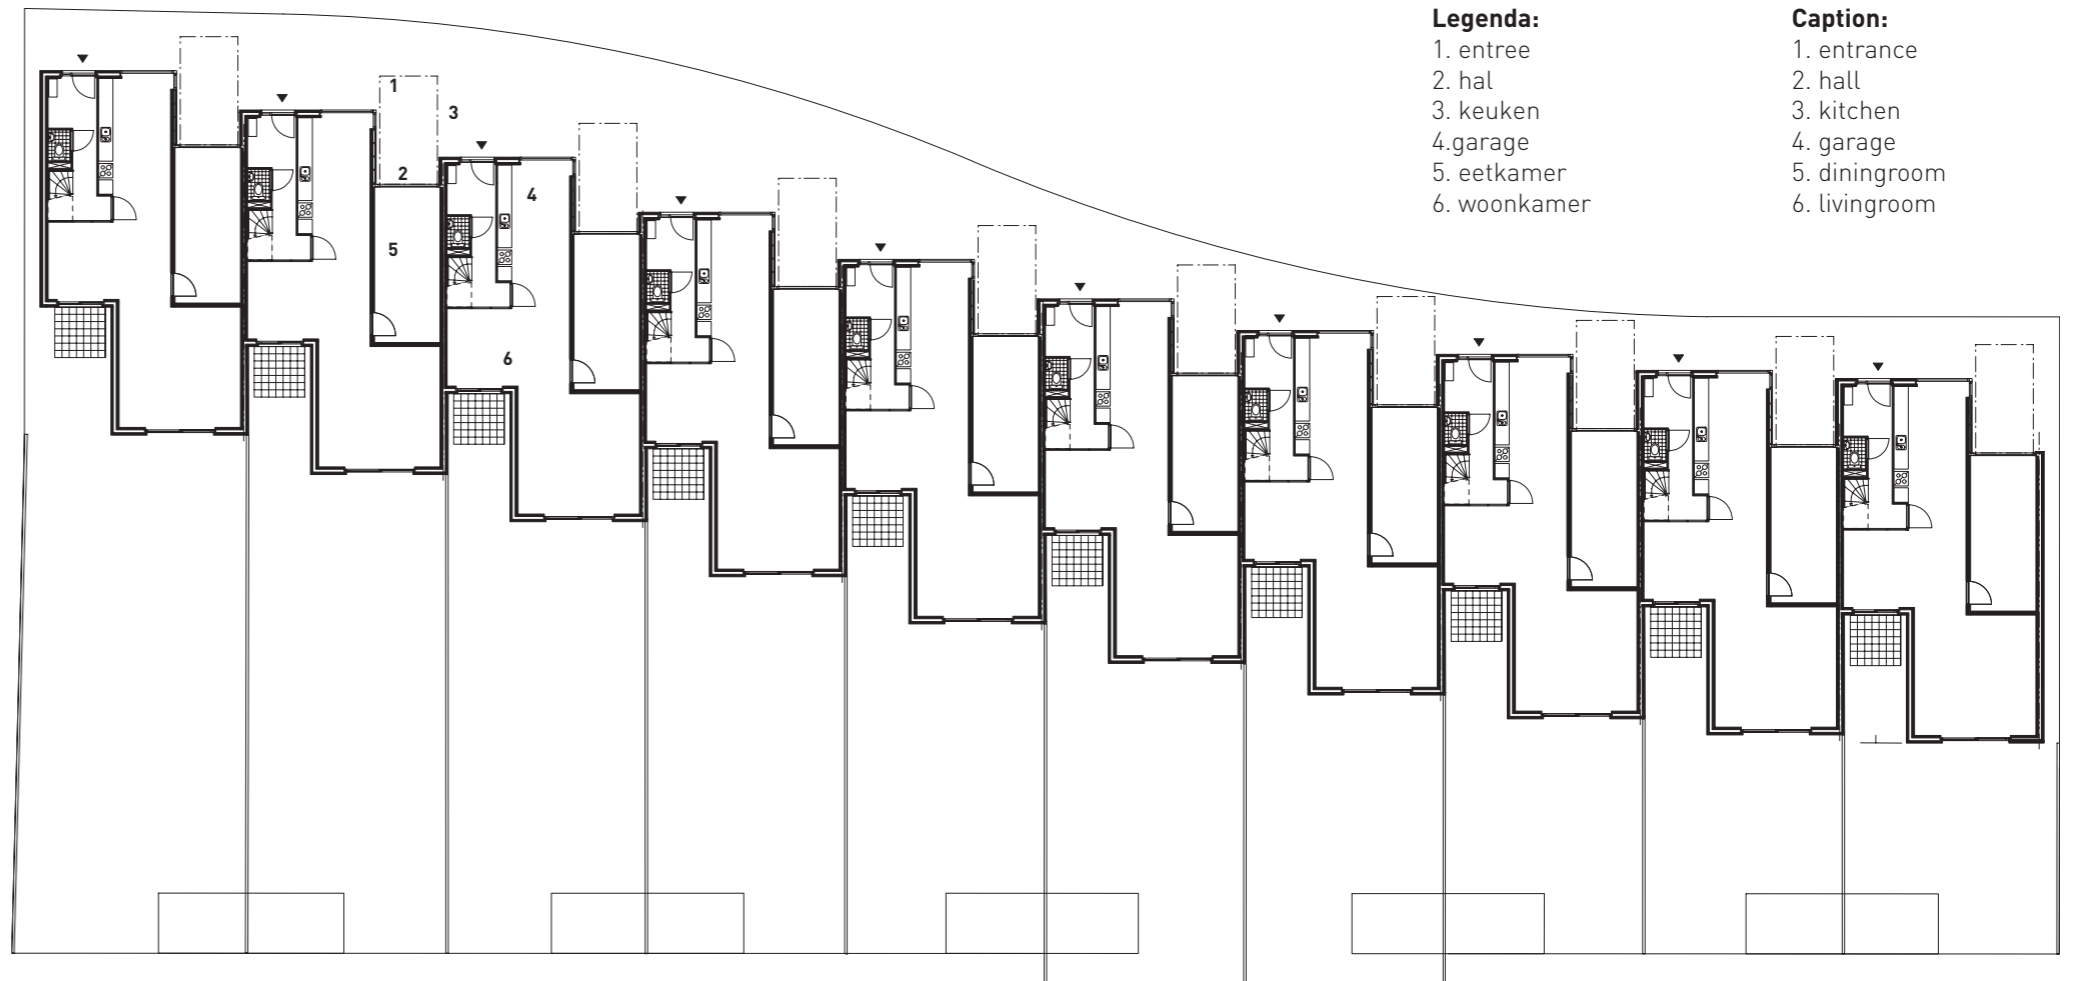 Legenda:
1. entree
2. hal
3. keuken
4.garage
5. eetkamer
6. woonkamer
Caption:
1. entrance
2. hall
3. kitchen
4. garage
5. diningroom
6. livingroom
1
3
2
4
5
6